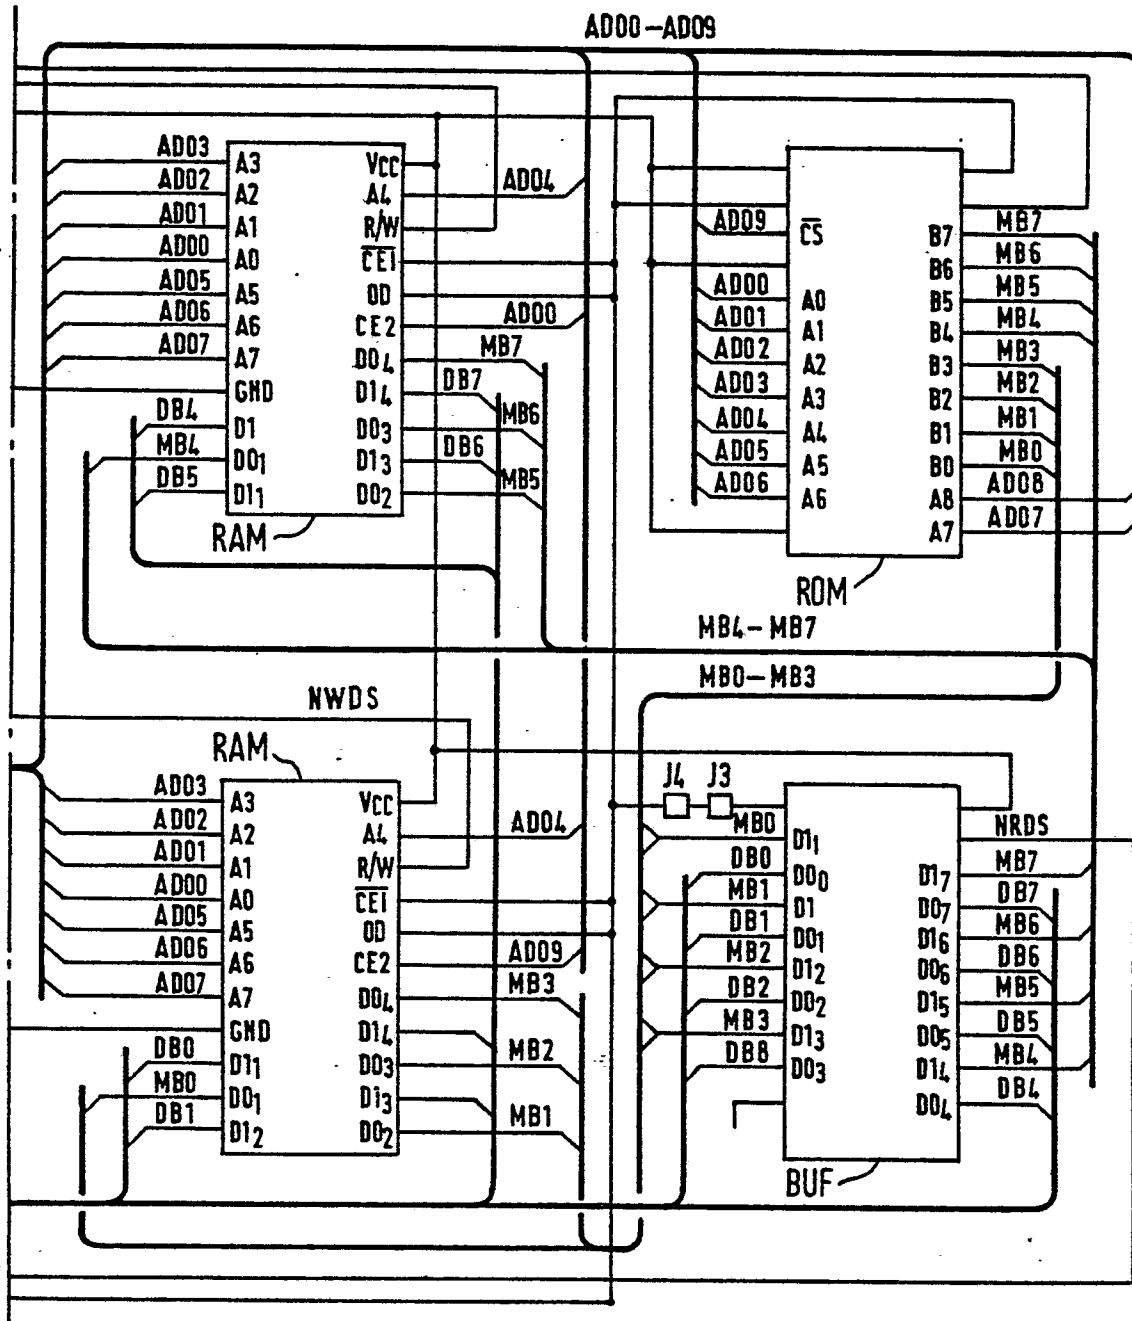 AD00-AD09
AD03 A3 VCC
AD02 A2 A4 AD04
AD01 A1 R/W
AD00 A0 CE1
AD05 A5 OD
AD06 A6 CE2 AD00
AD07 A7 DO4 MB7
GND DI4 DB7
DB4 D1 DO3 MB6
MB4 DO1 DI3 DB6
DB5 DI1 DO2 MB5
RAM
AD09 CS B7 MB7
B6 MB6
AD00 A0 B5 MB5
AD01 A1 B4 MB4
AD02 A2 B3 MB3
AD03 A3 B2 MB2
AD04 A4 B1 MB1
AD05 A5 B0 MB0
AD06 A6 A8 AD08
A7 AD07
ROM
MB4-MB7
MB0-MB3
NWDS
RAM
AD03 A3 VCC
AD02 A2 A4 AD04
AD01 A1 R/W
AD00 A0 CE1
AD05 A5 OD
AD06 A6 CE2 AD09
AD07 A7 DO4 MB3
GND DI4
DB0 DI1 DO3 MB2
MB0 DO1 DI3
DB1 DI2 DO2 MB1
J4 J3
MB0 DI1 NRDS
DB0 DO0 DI7 MB7
MB1 D1 DO7 DB7
DB1 DO1 DI6 MB6
MB2 DI2 DO6 DB6
DB2 DO2 DI5 MB5
MB3 DI3 DO5 DB5
DB8 DO3 DI4 MB4
DO4 DB4
BUF